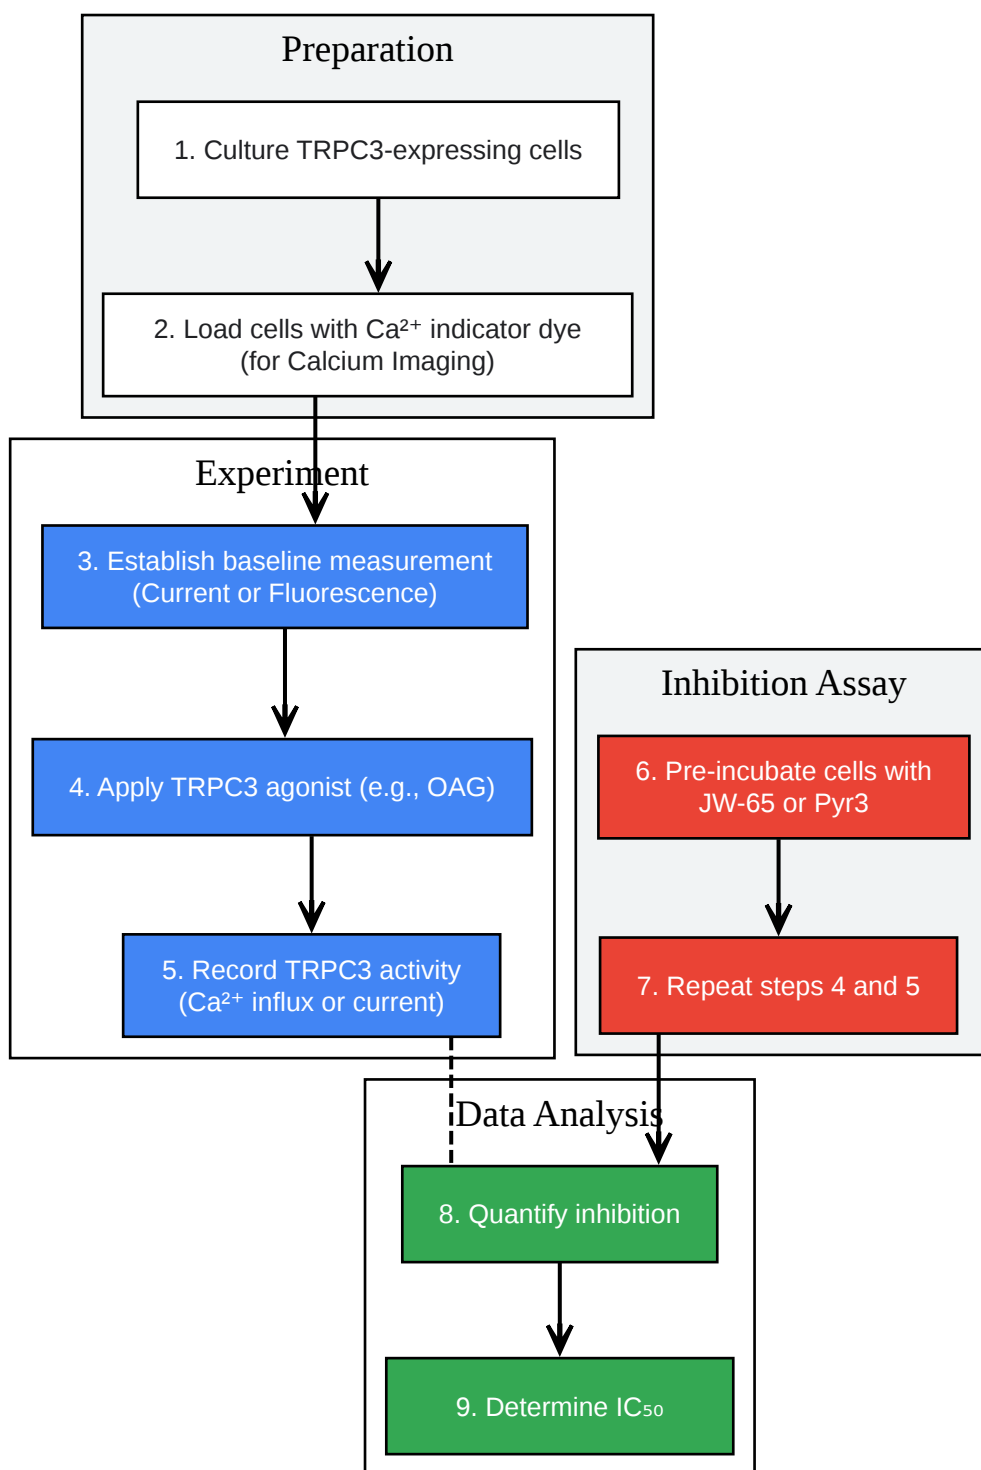 Preparation
1. Culture TRPC3-expressing cells
2. Load cells with Ca²⁺ indicator dye
(for Calcium Imaging)
Experiment
3. Establish baseline measurement
(Current or Fluorescence)
4. Apply TRPC3 agonist (e.g., OAG)
5. Record TRPC3 activity
(Ca²⁺ influx or current)
Inhibition Assay
6. Pre-incubate cells with
JW-65 or Pyr3
7. Repeat steps 4 and 5
Data Analysis
8. Quantify inhibition
9. Determine IC₅₀